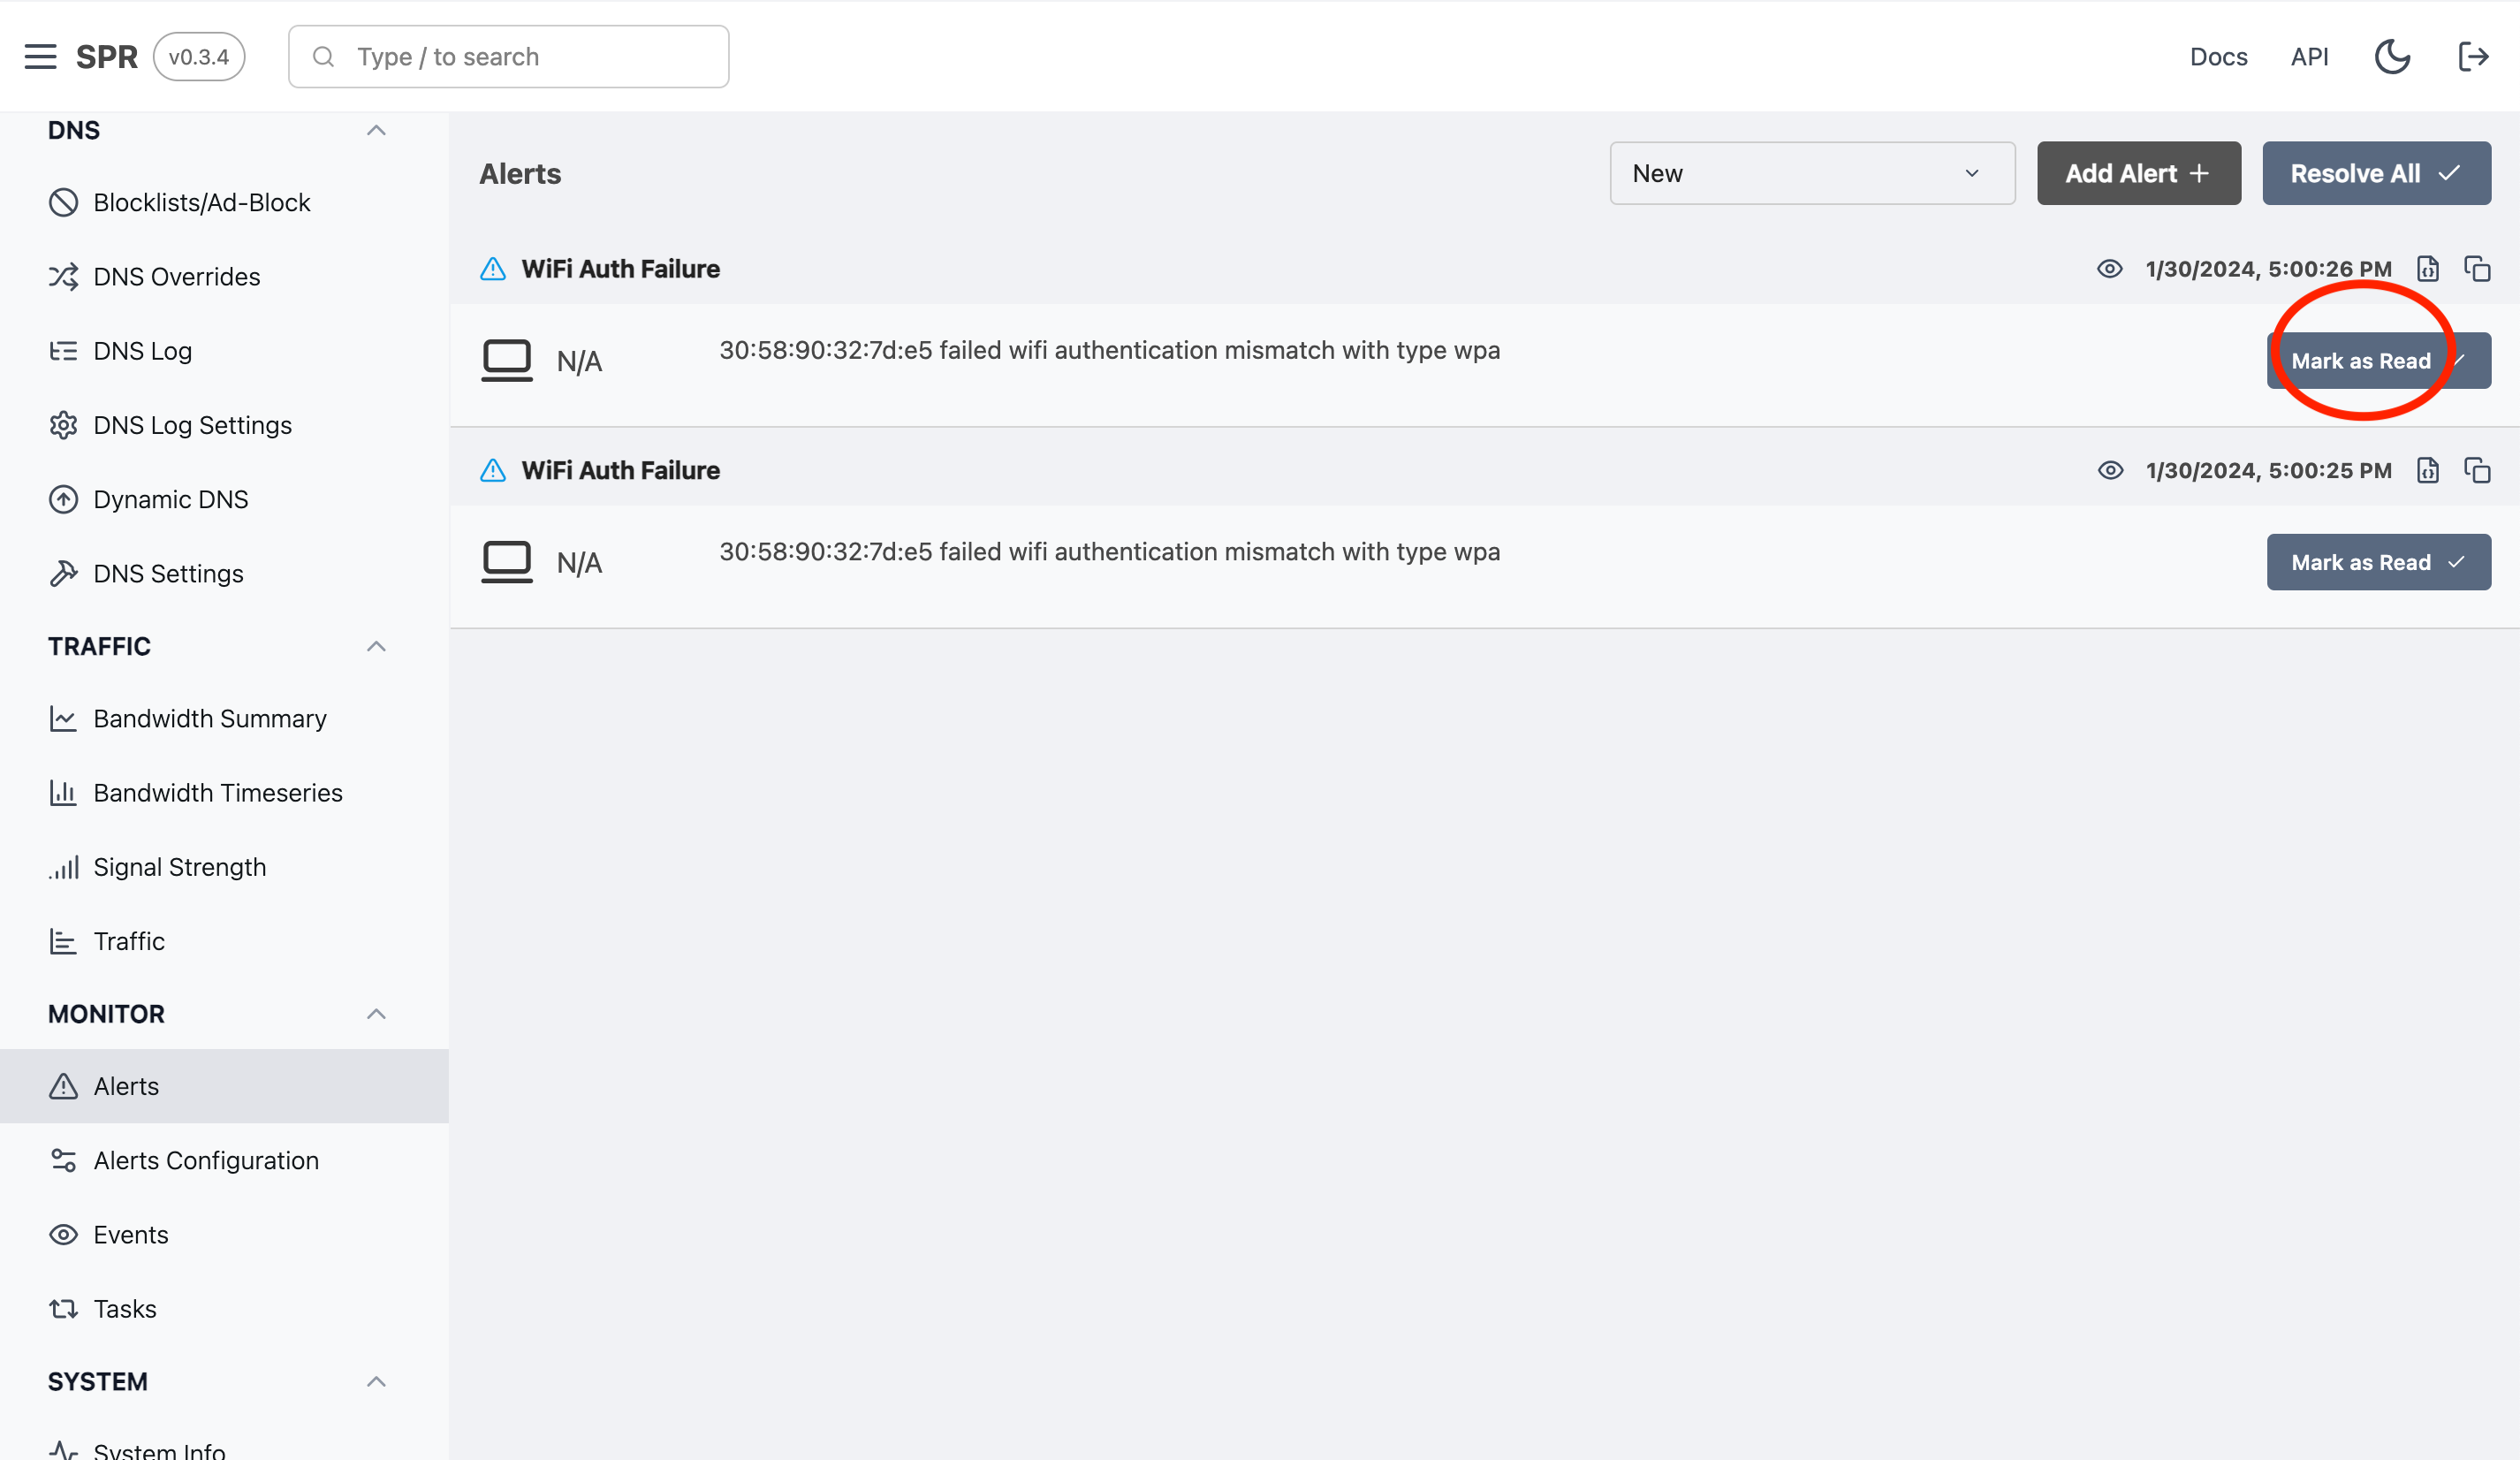 SPR v0.3.4 Type / to search Docs API
DNS
Blocklists/Ad-Block
DNS Overrides
DNS Log
DNS Log Settings
Dynamic DNS
DNS Settings
TRAFFIC
Bandwidth Summary
Bandwidth Timeseries
Signal Strength
Traffic
MONITOR
Alerts
Alerts Configuration
Events
Tasks
SYSTEM
System Info
Alerts New Add Alert + Resolve All
WiFi Auth Failure 1/30/2024, 5:00:26 PM
N/A 30:58:90:32:7d:e5 failed wifi authentication mismatch with type wpa Mark as Read
WiFi Auth Failure 1/30/2024, 5:00:25 PM
N/A 30:58:90:32:7d:e5 failed wifi authentication mismatch with type wpa Mark as Read